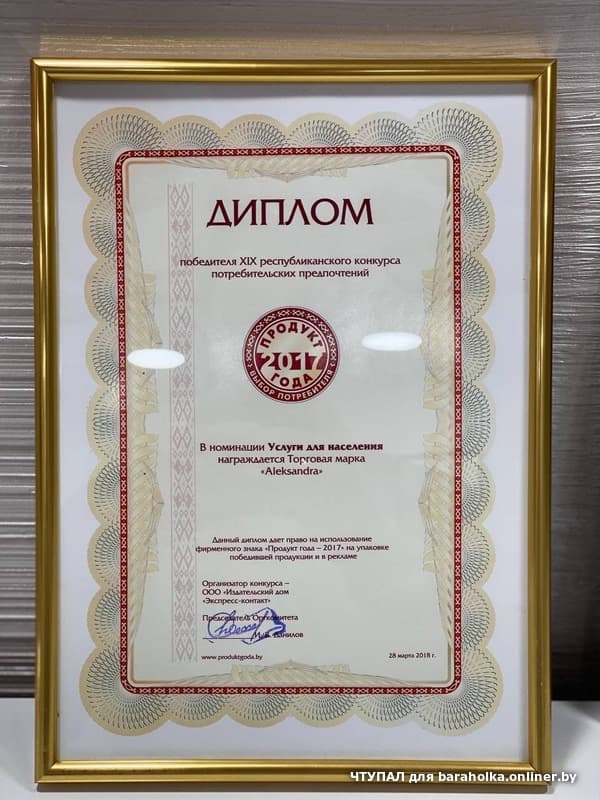 ДИПЛОМ
победителя XIX республиканского конкурса
потребительских предпочтений
ПРОДУКТ
2017
ГОДА
ВЫБОР ПОТРЕБИТЕЛЯ
В номинации Услуги для населения
награждается Торговая марка
«Aleksandra»
Данный диплом дает право на использование
фирменного знака «Продукт года – 2017» на упаковке
победившей продукции и в рекламе
Организатор конкурса –
ООО «Издательский дом
«Экспресс-контакт»
Председатель Оргкомитета
Данилов
www.produktgoda.by
28 марта 2018 г.
ЧТУПАЛ для baraholka.onliner.by